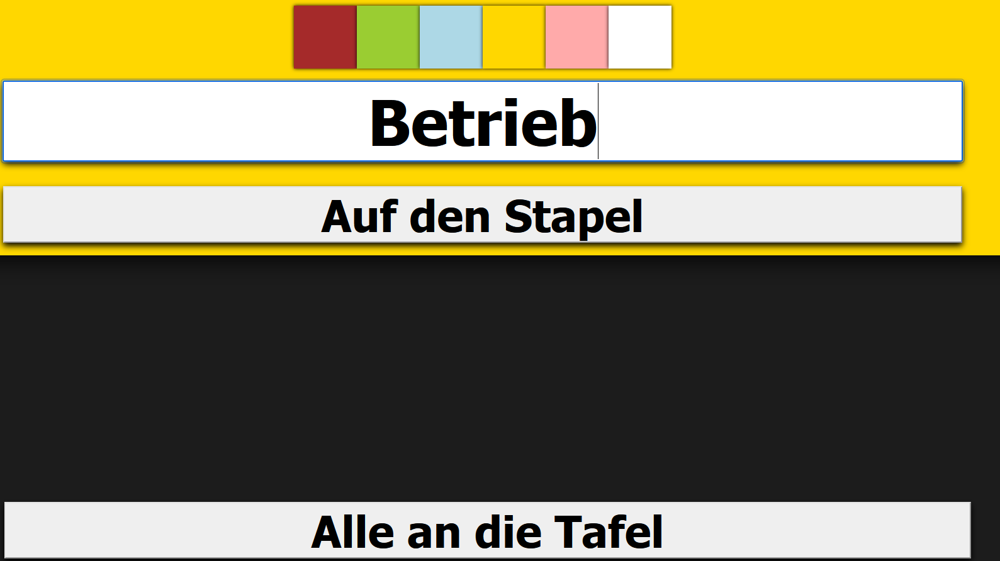 Betrieb
Auf den Stapel
Alle an die Tafel